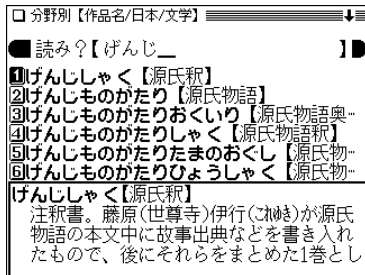 分野別【作品名/日本/文学】
読み?【げんじ__ 】
1げんじしゃく【源氏釈】
2げんじものがたり【源氏物語】
3げんじものがたりおくいり【源氏物語奥…
4げんじものがたりしゃく【源氏物語釈】
5げんじものがたりたまのおぐし【源氏物…
6げんじものがたりひょうしゃく【源氏物…
げんじしゃく【源氏釈】
注釈書。藤原(世尊寺)伊行(これゆき)が源氏
物語の本文中に故事出典などを書き入れ
たもので、後にそれらをまとめた1巻とし